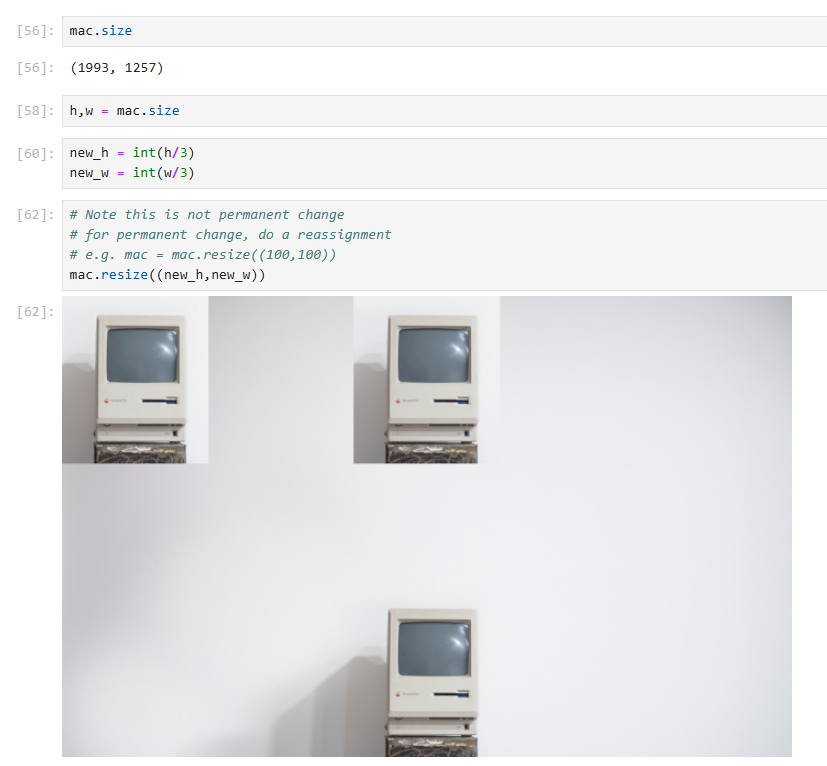 [56]: mac.size
[56]: (1993, 1257)
[58]: h,w = mac.size
[60]: new_h = int(h/3)
new_w = int(w/3)
[62]: # Note this is not permanent change
# for permanent change, do a reassignment
# e.g. mac = mac.resize((100,100))
mac.resize((new_h,new_w))
[62]: